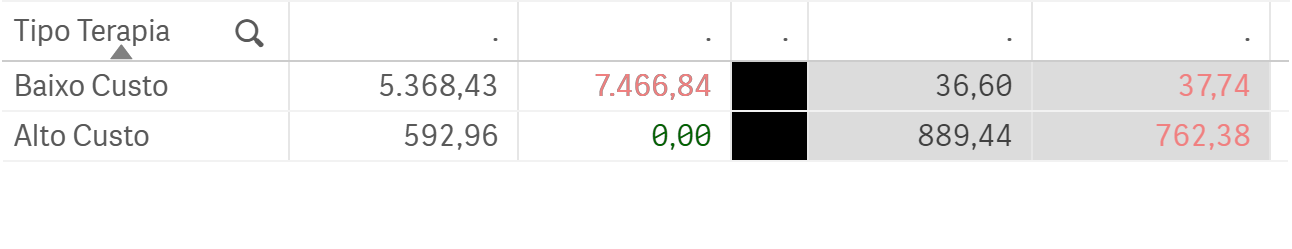 Tipo Terapia . . . . .
Baixo Custo 5.368,43 7.466,84 36,60 37,74
Alto Custo 592,96 0,00 889,44 762,38